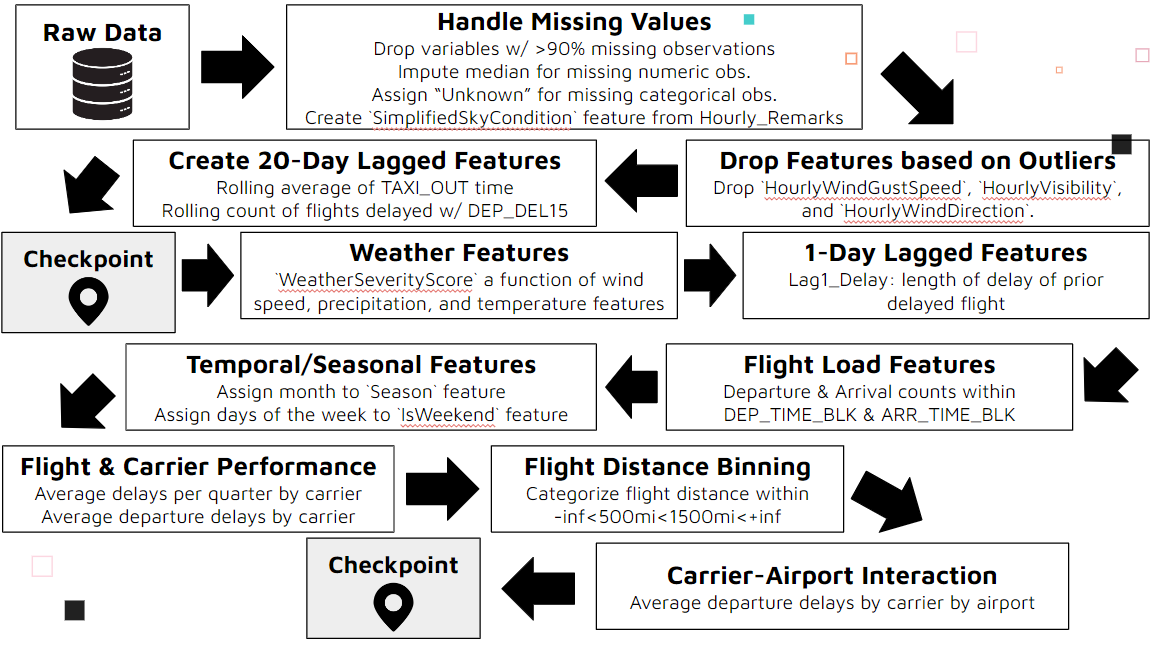 Raw Data
Handle Missing Values
Drop variables w/ >90% missing observations
Impute median for missing numeric obs.
Assign “Unknown” for missing categorical obs.
Create `SimplifiedSkyCondition` feature from Hourly_Remarks
Drop Features based on Outliers
Drop `HourlyWindGustSpeed`, `HourlyVisibility`,
and `HourlyWindDirection`.
Create 20-Day Lagged Features
Rolling average of TAXI_OUT time
Rolling count of flights delayed w/ DEP_DEL15
Checkpoint
Weather Features
`WeatherSeverityScore` a function of wind
speed, precipitation, and temperature features
1-Day Lagged Features
Lag1_Delay: length of delay of prior
delayed flight
Flight Load Features
Departure & Arrival counts within
DEP_TIME_BLK & ARR_TIME_BLK
Temporal/Seasonal Features
Assign month to `Season` feature
Assign days of the week to `IsWeekend` feature
Flight & Carrier Performance
Average delays per quarter by carrier
Average departure delays by carrier
Flight Distance Binning
Categorize flight distance within
-inf<500mi<1500mi<+inf
Carrier-Airport Interaction
Average departure delays by carrier by airport
Checkpoint